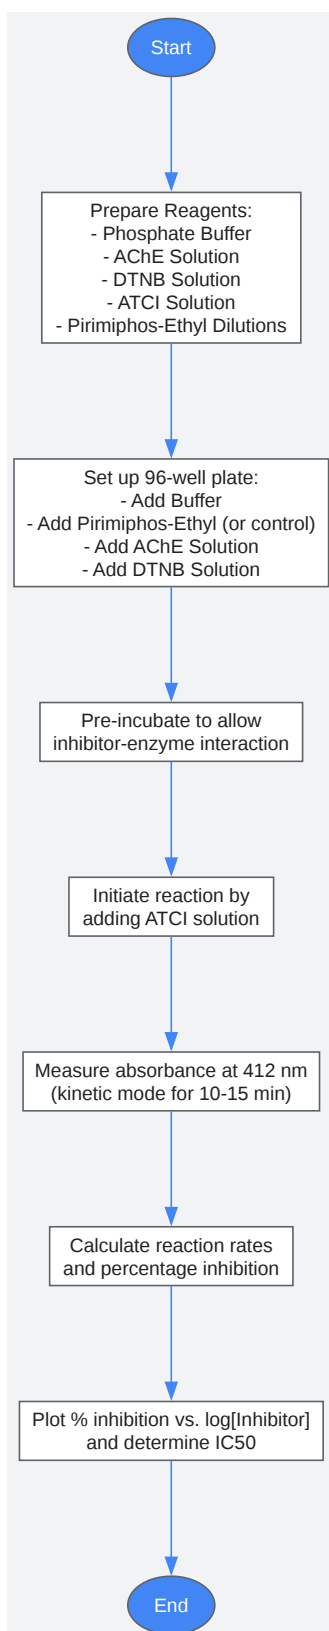 Start
Prepare Reagents:
- Phosphate Buffer
- AChE Solution
- DTNB Solution
- ATCI Solution
- Pirimiphos-Ethyl Dilutions
Set up 96-well plate:
- Add Buffer
- Add Pirimiphos-Ethyl (or control)
- Add AChE Solution
- Add DTNB Solution
Pre-incubate to allow
inhibitor-enzyme interaction
Initiate reaction by
adding ATCI solution
Measure absorbance at 412 nm
(kinetic mode for 10-15 min)
Calculate reaction rates
and percentage inhibition
Plot % inhibition vs. log[Inhibitor]
and determine IC50
End